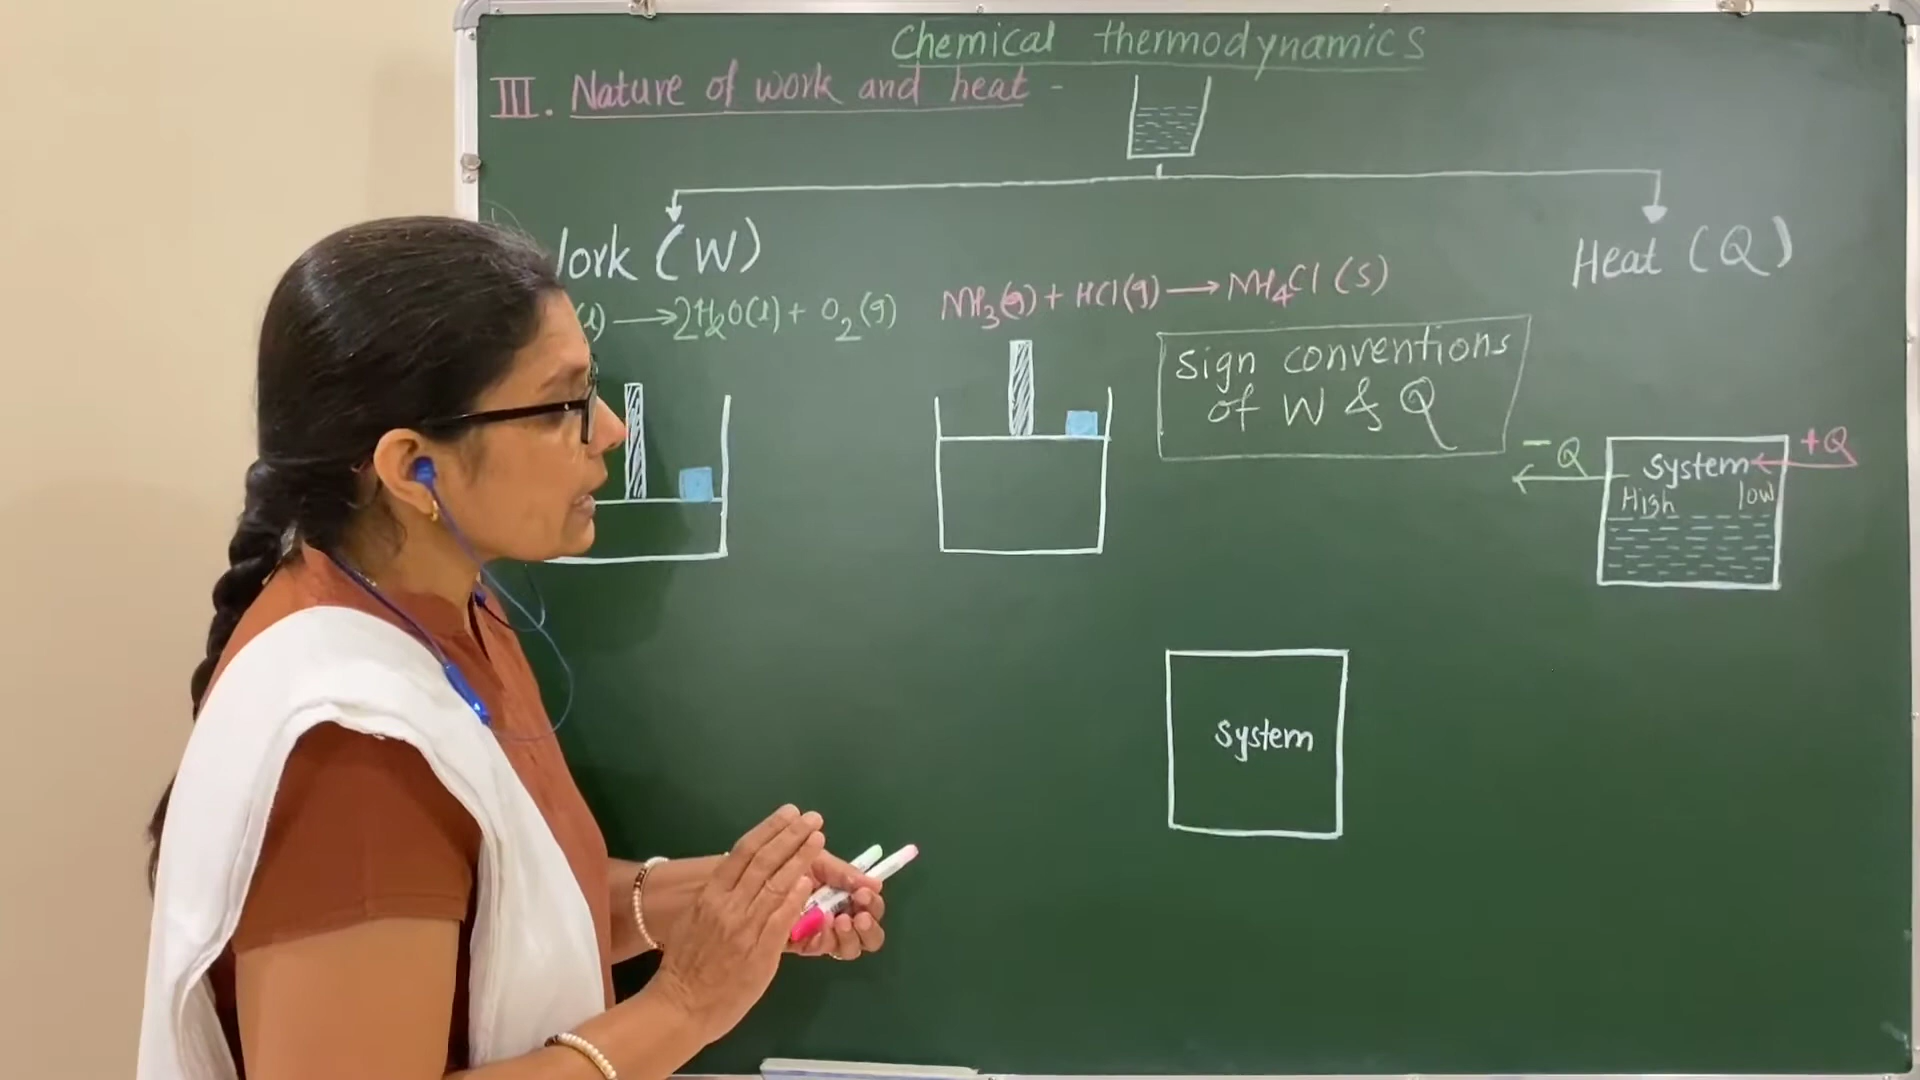 Chemical thermodynamics
III. Nature of work and heat -
(W)
Heat (Q)
(l) → 2H2O(l) + O2(g)
NH3(g) + HCl(g) → NH4Cl(s)
Sign conventions
of W & Q
-Q
+Q
System
High
low
System